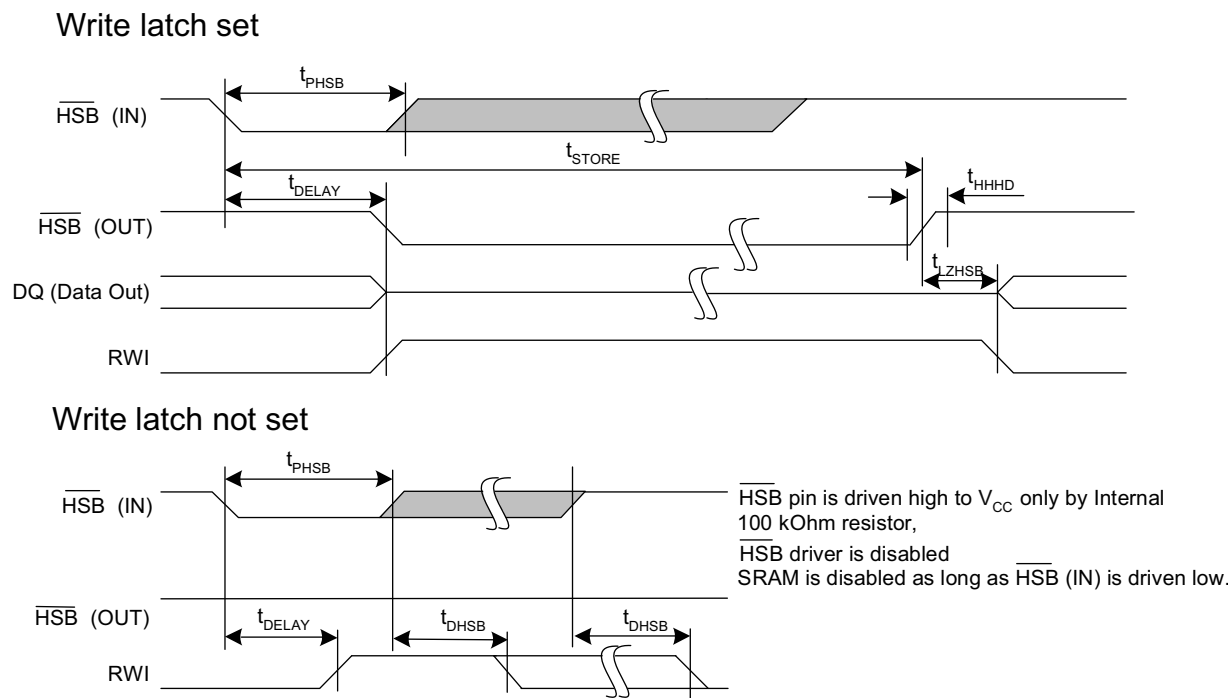 Write latch set
tPHSB
HSB (IN)
tSTORE
tDELAY
tHHHD
HSB (OUT)
tLZHSB
DQ (Data Out)
RWI
Write latch not set
tPHSB
HSB (IN)
HSB pin is driven high to VCC only by Internal
100 kOhm resistor,
HSB driver is disabled
SRAM is disabled as long as HSB (IN) is driven low.
HSB (OUT)
tDELAY
tDHSB
tDHSB
RWI